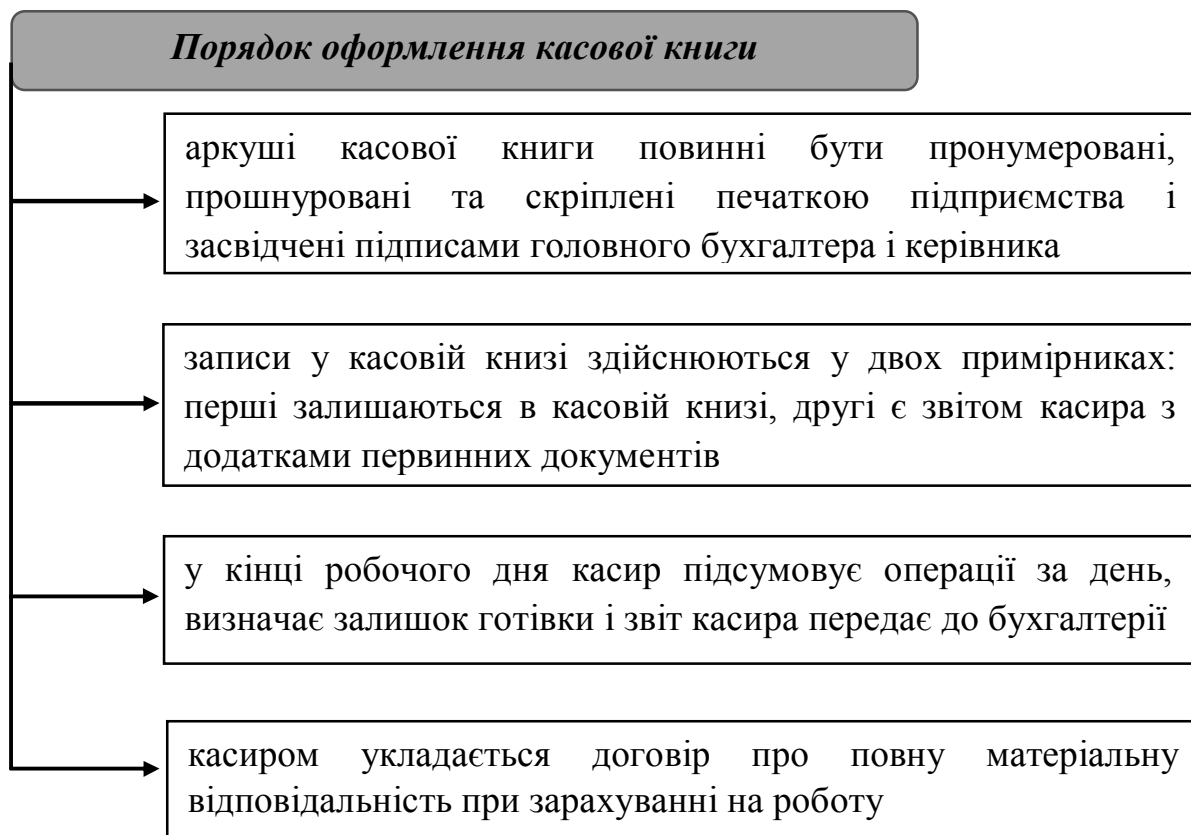 Порядок оформлення касової книги
аркуші касової книги повинні бути пронумеровані,
прошнуровані та скріплені печаткою підприємства і
засвідчені підписами головного бухгалтера і керівника
записи у касовій книзі здійснюються у двох примірниках:
перші залишаються в касовій книзі, другі є звітом касира з
додатками первинних документів
у кінці робочого дня касир підсумовує операції за день,
визначає залишок готівки і звіт касира передає до бухгалтерії
касиром укладається договір про повну матеріальну
відповідальність при зарахуванні на роботу